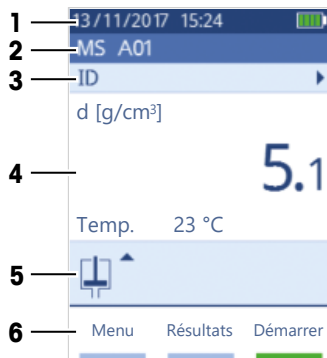 1
13/11/2017 15:24
2
MS A01
3
ID
d [g/cm³]
4
5.1
Temp. 23 °C
5
6
Menu Résultats Démarrer